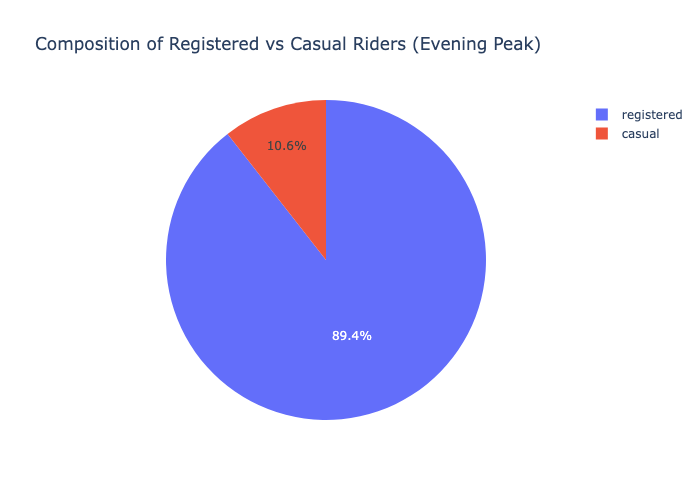 Composition of Registered vs Casual Riders (Evening Peak)
registered
casual
10.6%
89.4%